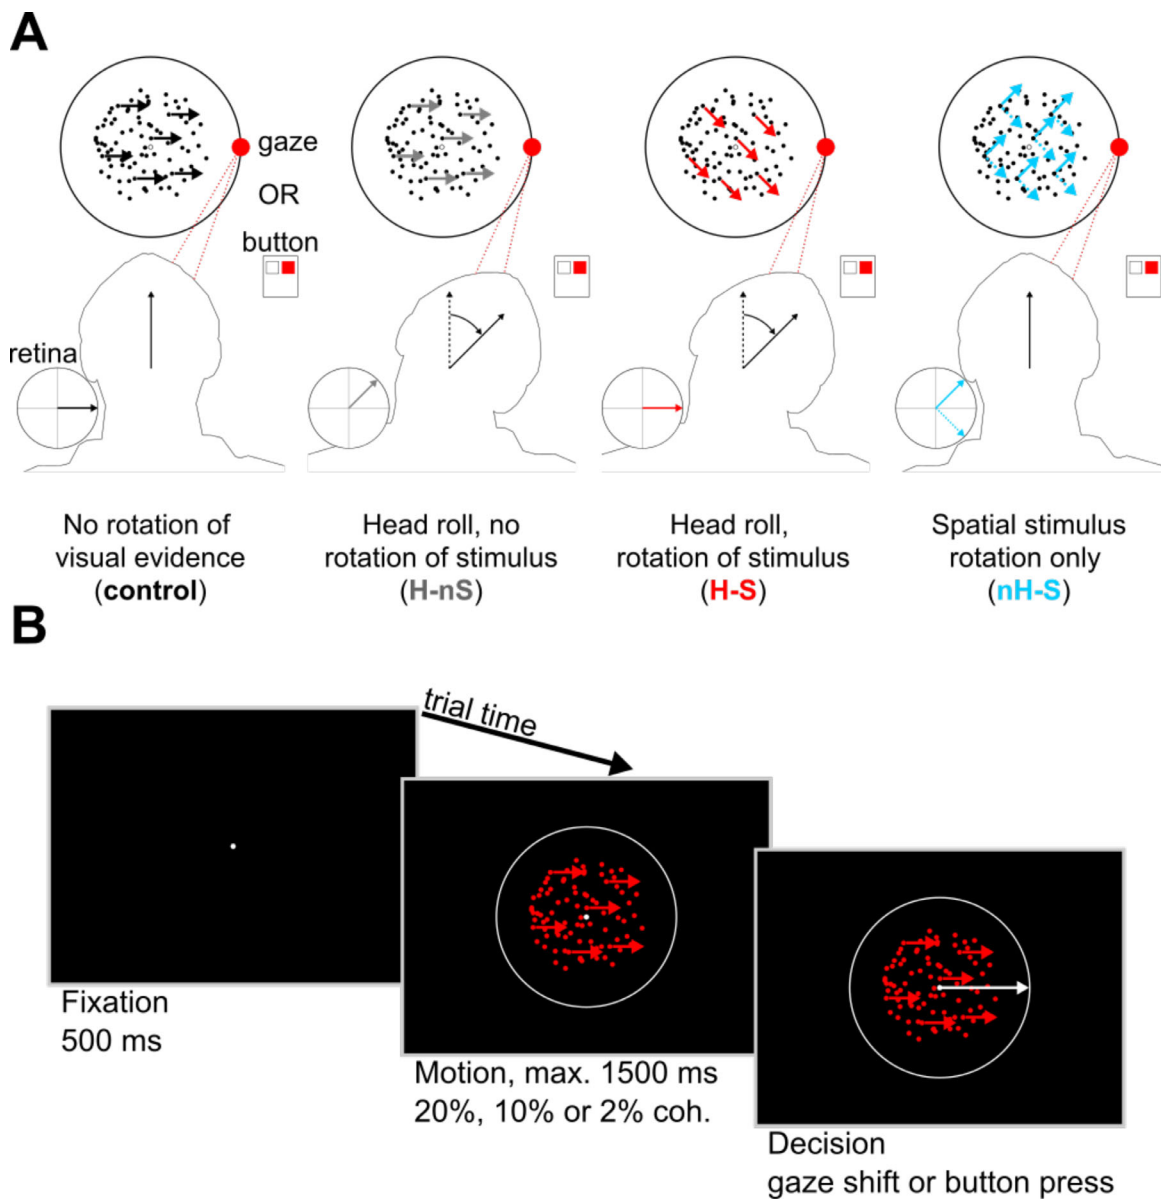 A
gaze
OR
button
retina
No rotation of
visual evidence
(control)
Head roll, no
rotation of stimulus
(H-nS)
Head roll,
rotation of stimulus
(H-S)
Spatial stimulus
rotation only
(nH-S)
B
trial time
Fixation
500 ms
Motion, max. 1500 ms
20%, 10% or 2% coh.
Decision
gaze shift or button press